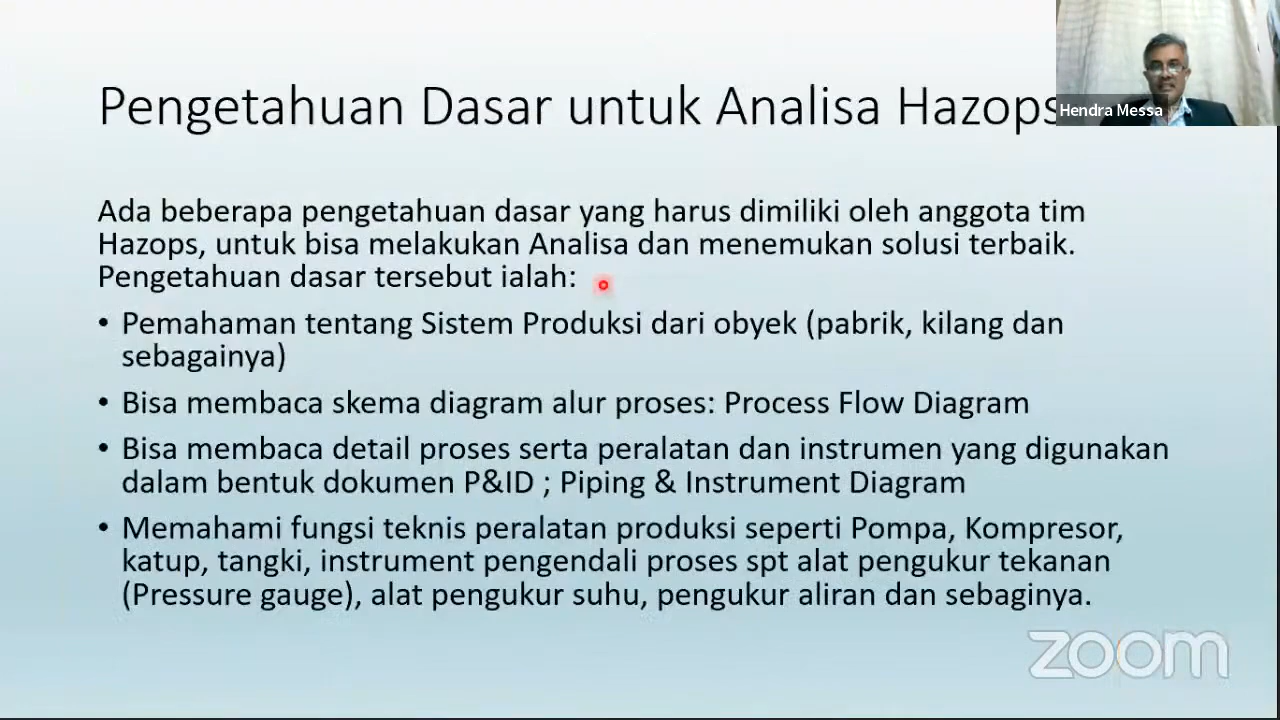 Pengetahuan Dasar untuk Analisa Hazops
Hendra Messa
Ada beberapa pengetahuan dasar yang harus dimiliki oleh anggota tim
Hazops, untuk bisa melakukan Analisa dan menemukan solusi terbaik.
Pengetahuan dasar tersebut ialah:
• Pemahaman tentang Sistem Produksi dari obyek (pabrik, kilang dan
sebagainya)
• Bisa membaca skema diagram alur proses: Process Flow Diagram
• Bisa membaca detail proses serta peralatan dan instrumen yang digunakan
dalam bentuk dokumen P&ID ; Piping & Instrument Diagram
• Memahami fungsi teknis peralatan produksi seperti Pompa, Kompresor,
katup, tangki, instrument pengendali proses spt alat pengukur tekanan
(Pressure gauge), alat pengukur suhu, pengukur aliran dan sebaginya.
zoom